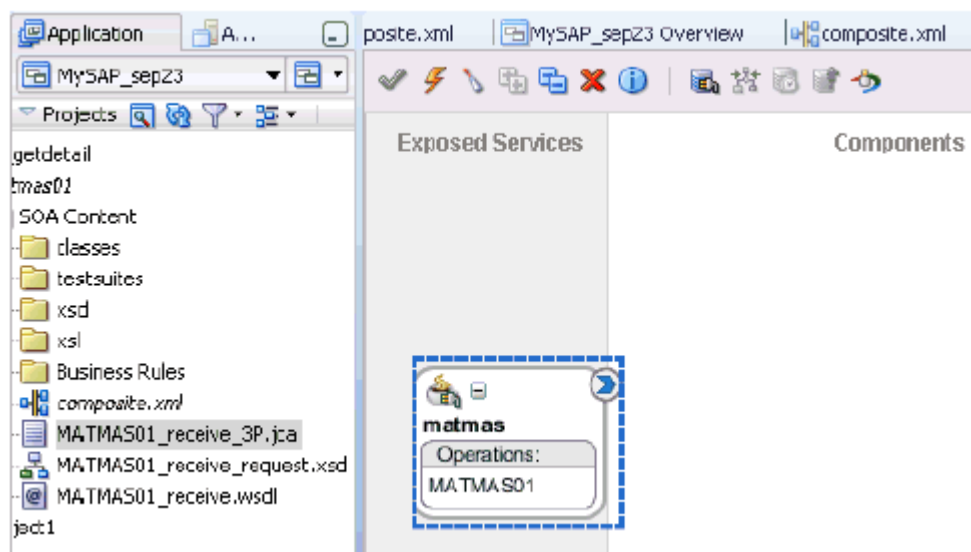 Application
A...
posite.xml
MySAP_sep23 Overview
composite.xml
MySAP_sep23
Projects
Exposed Services
Components
getdetail
tmas01
SOA Content
classes
testsuites
xsd
xsl
Business Rules
composite.xml
MATMAS01_receive_3P.jca
MATMAS01_receive_request.xsd
MATMAS01_receive.wsdl
ject1
matmas
Operations:
MATMAS01